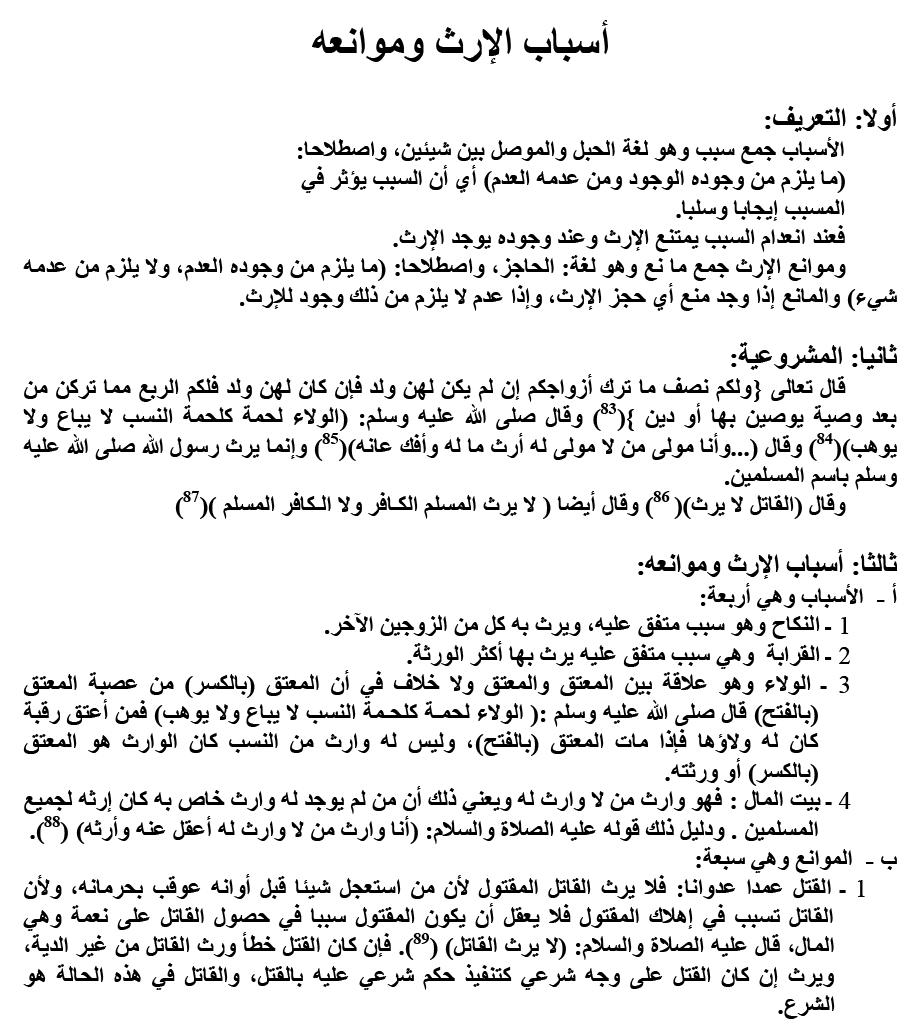 أسباب الإرث وموانعه
أولا: التعريف:
الأسباب جمع سبب وهو لغة الحبل والموصل بين شيئين، واصطلاحا:
(ما يلزم من وجوده الوجود ومن عدمه العدم) أي أن السبب يؤثر في
المسبب إيجابا وسلبا.
فعند انعدام السبب يمتنع الإرث وعند وجوده يوجد الإرث.
وموانع الإرث جمع ما نع وهو لغة: الحاجز، واصطلاحا: (ما يلزم من وجوده العدم، ولا يلزم من عدمه
شيء) والمانع إذا وجد منع أي حجز الإرث، وإذا عدم لا يلزم من ذلك وجود للإرث.
ثانيا: المشروعية:
قال تعالى {ولكم نصف ما ترك أزواجكم إن لم يكن لهن ولد فإن كان لهن ولد فلكم الربع مما تركن من
بعد وصية يوصين بها أو دين }(83) وقال صلى الله عليه وسلم: (الولاء لحمة كلحمة النسب لا يباع ولا
يوهب)(84) وقال (...وأنا مولى من لا مولى له أرث ما له وأفك عانه)(85) وإنما يرث رسول الله صلى الله عليه
وسلم باسم المسلمين.
وقال (القاتل لا يرث)( 86) وقال أيضا ( لا يرث المسلم الكـافر ولا الـكافر المسلم )(87)
ثالثا: أسباب الإرث وموانعه:
أ - الأسباب وهي أربعة:
1 ـ النكاح وهو سبب متفق عليه، ويرث به كل من الزوجين الآخر.
2 ـ القرابة وهي سبب متفق عليه يرث بها أكثر الورثة.
3 ـ الولاء وهو علاقة بين المعتق والمعتق ولا خلاف في أن المعتق (بالكسر) من عصبة المعتق
(بالفتح) قال صلى الله عليه وسلم :( الولاء لحمـة كلحـمة النسب لا يباع ولا يوهب) فمن أعتق رقبة
كان له ولاؤها فإذا مات المعتق (بالفتح)، وليس له وارث من النسب كان الوارث هو المعتق
(بالكسر) أو ورثته.
4 ـ بيت المال : فهو وارث من لا وارث له ويعني ذلك أن من لم يوجد له وارث خاص به كان إرثه لجميع
المسلمين . ودليل ذلك قوله عليه الصلاة والسلام: (أنا وارث من لا وارث له أعقل عنه وأرثه) (88).
ب - الموانع وهي سبعة:
1 ـ القتل عمدا عدوانا: فلا يرث القاتل المقتول لأن من استعجل شيئا قبل أوانه عوقب بحرمانه، ولأن
القاتل تسبب في إهلاك المقتول فلا يعقل أن يكون المقتول سببا في حصول القاتل على نعمة وهي
المال، قال عليه الصلاة والسلام: (لا يرث القاتل) (89). فإن كان القتل خطأ ورث القاتل من غير الدية،
ويرث إن كان القتل على وجه شرعي كتنفيذ حكم شرعي عليه بالقتل، والقاتل في هذه الحالة هو
الشرع.